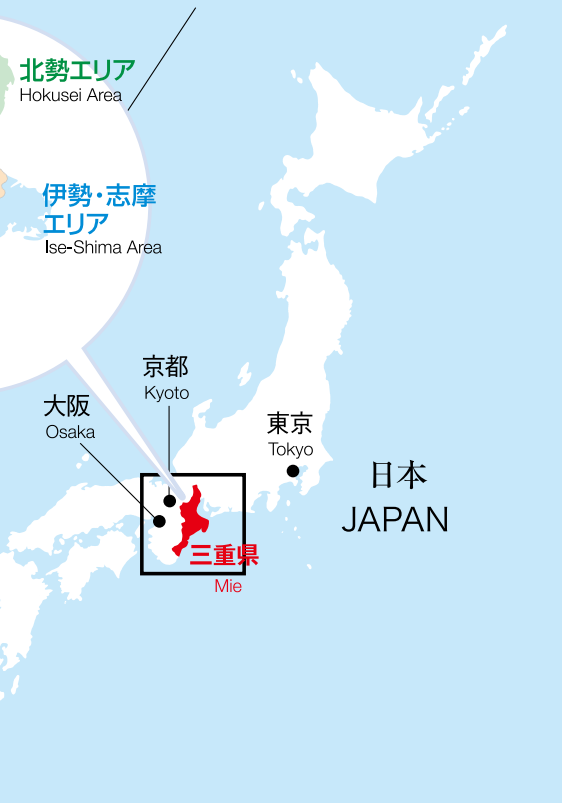 北勢エリア
Hokusei Area
伊勢・志摩
エリア
Ise-Shima Area
京都
Kyoto
大阪
Osaka
東京
Tokyo
日本
JAPAN
三重県
Mie